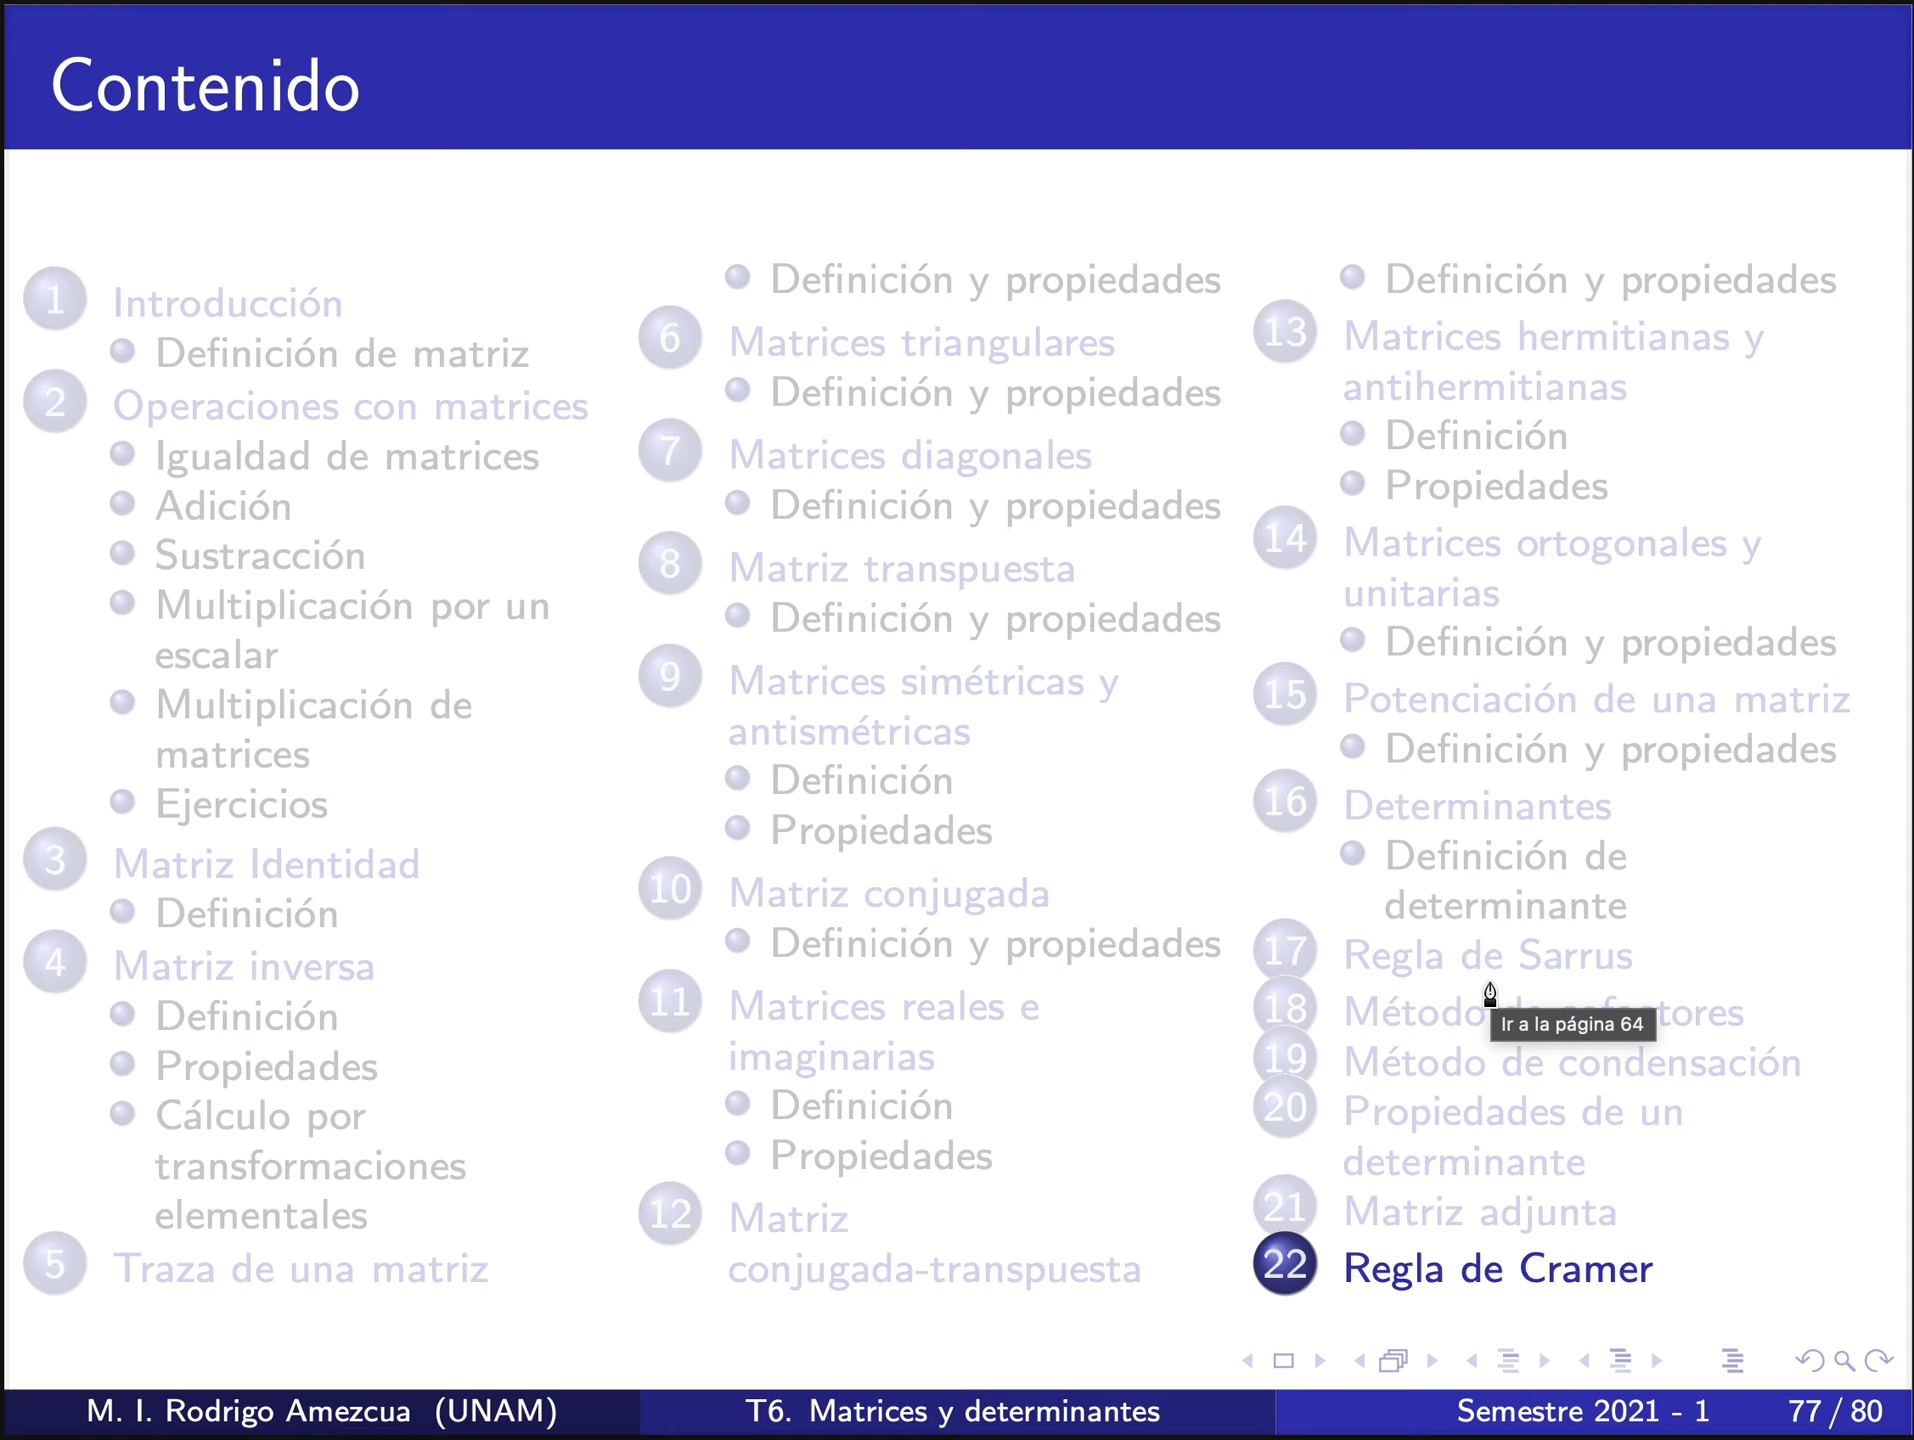 Contenido
1 Introducción
Definición de matriz
2 Operaciones con matrices
Igualdad de matrices
Adición
Sustracción
Multiplicación por un
escalar
Multiplicación de
matrices
Ejercicios
3 Matriz Identidad
Definición
4 Matriz inversa
Definición
Propiedades
Cálculo por
transformaciones
elementales
5 Traza de una matriz
Definición y propiedades
6 Matrices triangulares
Definición y propiedades
7 Matrices diagonales
Definición y propiedades
8 Matriz transpuesta
Definición y propiedades
9 Matrices simétricas y
antismétricas
Definición
Propiedades
10 Matriz conjugada
Definición y propiedades
11 Matrices reales e
imaginarias
Definición
Propiedades
12 Matriz
conjugada-transpuesta
Definición y propiedades
13 Matrices hermitianas y
antihermitianas
Definición
Propiedades
14 Matrices ortogonales y
unitarias
Definición y propiedades
15 Potenciación de una matriz
Definición y propiedades
16 Determinantes
Definición de
determinante
17 Regla de Sarrus
18 Método de cofactores
Ir a la página 64
19 Método de condensación
20 Propiedades de un
determinante
21 Matriz adjunta
22 Regla de Cramer
M. I. Rodrigo Amezcua (UNAM) T6. Matrices y determinantes Semestre 2021 - 1 77 / 80